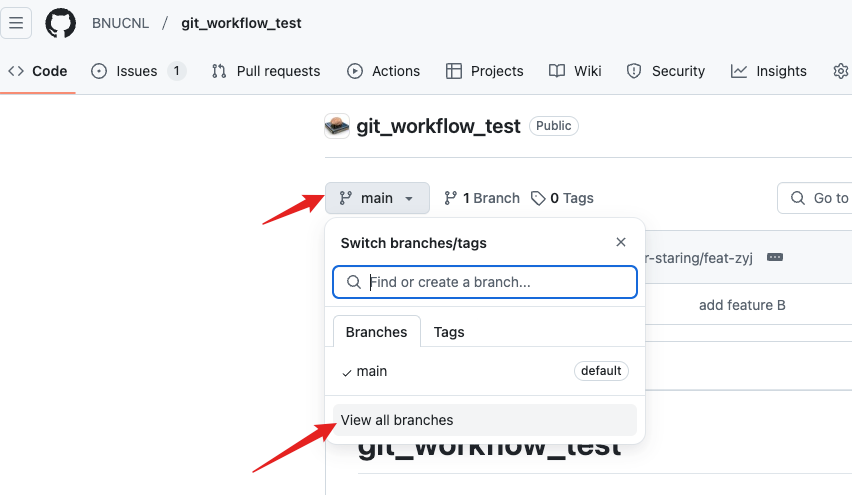 BNUCNL / git_workflow_test
Code Issues 1 Pull requests Actions Projects Wiki Security Insights
git_workflow_test Public
main 1 Branch 0 Tags Go to
Switch branches/tags
r-staring/feat-zyj
Find or create a branch...
add feature B
Branches Tags
main default
View all branches
git_workflow_test